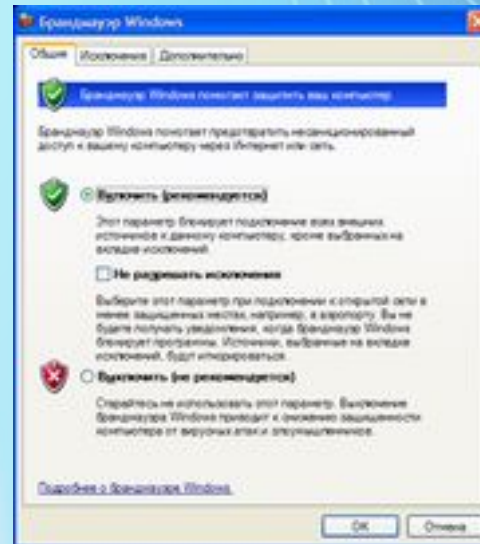 Брандмауэр Windows
Общие Исключения Дополнительно
Брандмауэр Windows помогает защитить ваш компьютер
Брандмауэр Windows помогает предотвратить несанкционированный
доступ к вашему компьютеру через Интернет или сеть.
Включить (рекомендуется)
Этот параметр блокирует подключение всех внешних
источников к данному компьютеру, кроме выбранных на
вкладке исключений.
Не разрешать исключения
Выберите этот параметр при подключении к открытой сети в
менее защищенных местах, например, в аэропорту. Вы не
будете получать уведомления, когда брандмауэр Windows
блокирует программы. Источники, выбранные на вкладке
исключений, будут игнорироваться.
Выключить (не рекомендуется)
Старайтесь не использовать этот параметр. Выключение
брандмауэра Windows приводит к снижению защищенности
компьютера от вирусных атак и злоумышленников.
Подробнее о брандмауэре Windows.
OK Отмена